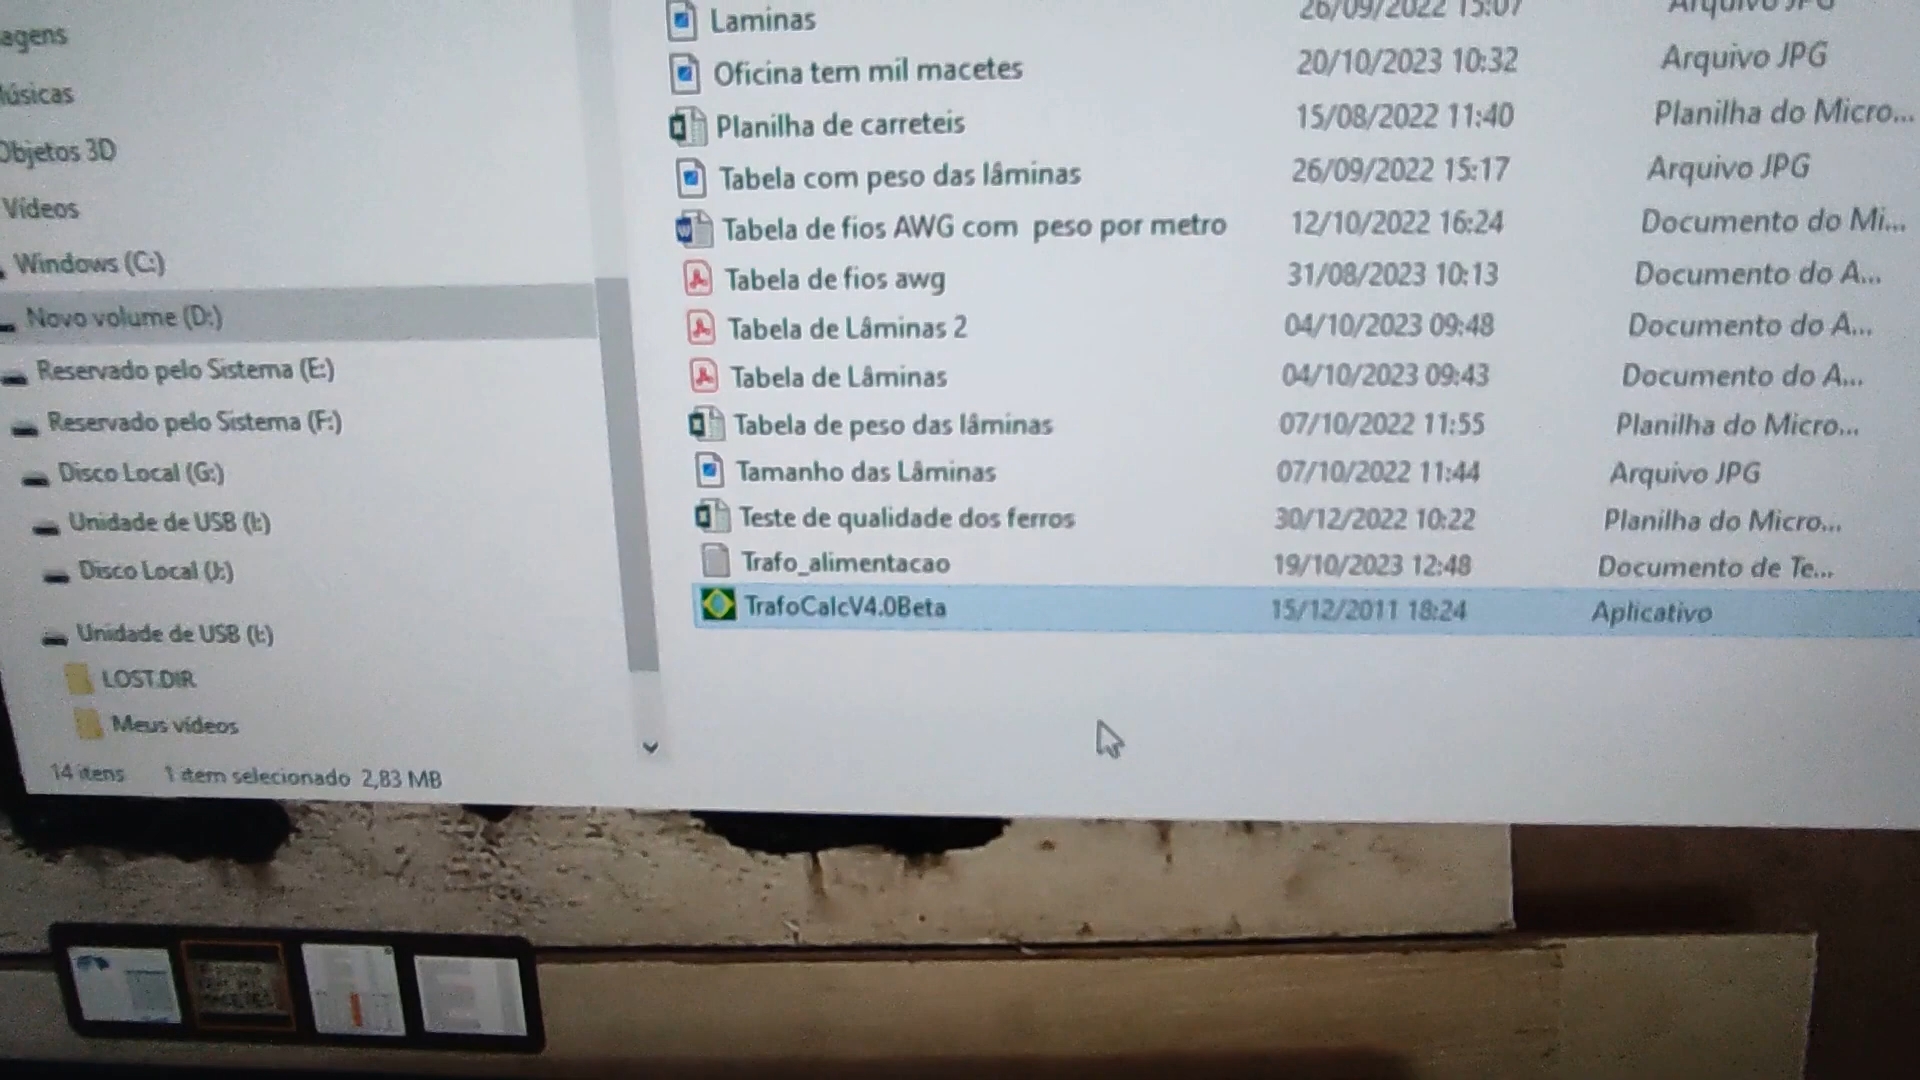 agens
Músicas
Objetos 3D
Vídeos
Windows (C:)
Novo volume (D:)
Reservado pelo Sistema (E:)
Reservado pelo Sistema (F:)
Disco Local (G:)
Unidade de USB (I:)
Disco Local (J:)
Unidade de USB (I:)
LOST.DIR
Meus vídeos
14 itens 1 item selecionado 2,83 MB
Laminas 26/09/2022 15:07 Arquivo JPG
Oficina tem mil macetes 20/10/2023 10:32 Arquivo JPG
Planilha de carreteis 15/08/2022 11:40 Planilha do Micro...
Tabela com peso das lâminas 26/09/2022 15:17 Arquivo JPG
Tabela de fios AWG com peso por metro 12/10/2022 16:24 Documento do Mi...
Tabela de fios awg 31/08/2023 10:13 Documento do A...
Tabela de Lâminas 2 04/10/2023 09:48 Documento do A...
Tabela de Lâminas 04/10/2023 09:43 Documento do A...
Tabela de peso das lâminas 07/10/2022 11:55 Planilha do Micro...
Tamanho das Lâminas 07/10/2022 11:44 Arquivo JPG
Teste de qualidade dos ferros 30/12/2022 10:22 Planilha do Micro...
Trafo_alimentacao 19/10/2023 12:48 Documento de Te...
TrafoCalcV4.0Beta 15/12/2011 18:24 Aplicativo